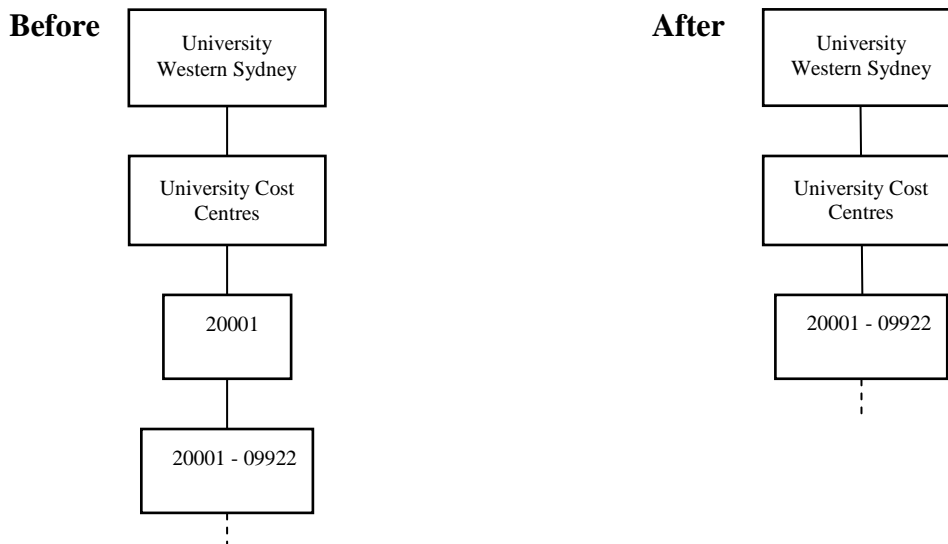 Before
University
Western Sydney
University Cost
Centres
20001
20001 - 09922
After
University
Western Sydney
University Cost
Centres
20001 - 09922